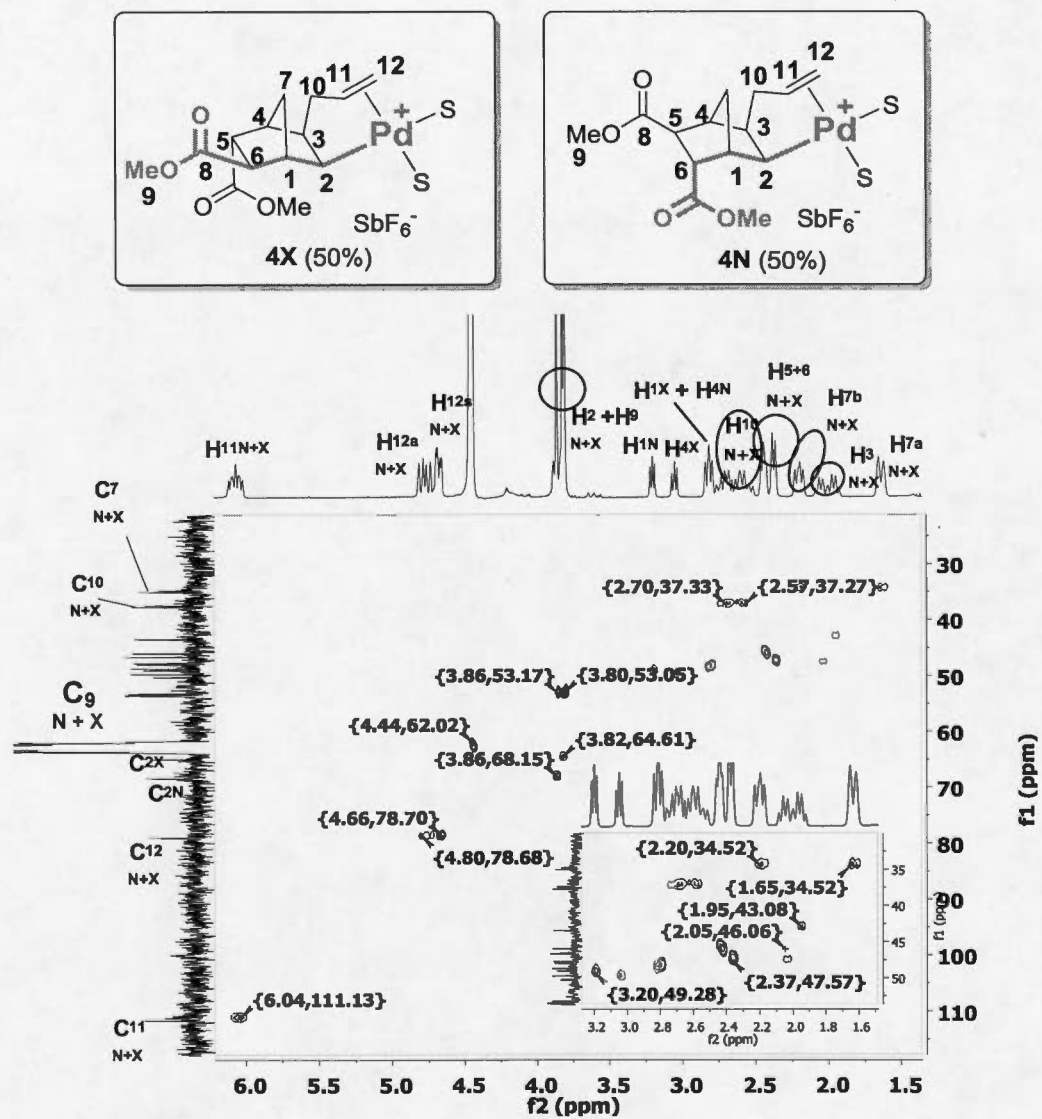 7 10 11 12
O 4 3 Pd + S
5 6 8 MeO 9 1 2 S
O OMe SbF6-
4X (50%)
O 10 11 12
5 4 3 Pd + S
MeO 8 9 6 1 2 S
O OMe SbF6-
4N (50%)
H11N+X
H12a N+X
H12s N+X
H2 +H9 N+X
H1X + H4N
H1N
H4X
H10 N+X
H5+6 N+X
H7b N+X
H3 N+X
H7a N+X
C7 N+X
C10 N+X
C9 N + X
C2X
C2N
C12 N+X
C11 N+X
{2.70,37.33} {2.57,37.27}
{3.86,53.17} {3.80,53.05}
{4.44,62.02}
{3.86,68.15} {3.82,64.61}
{4.66,78.70}
{4.80,78.68}
{6.04,111.13}
{2.20,34.52}
{1.65,34.52}
{1.95,43.08}
{2.05,46.06}
{3.20,49.28} {2.37,47.57}
35
40
45
50
f1 (ppm)
3.2 3.0 2.8 2.6 2.4 2.2 2.0 1.8 1.6
f2 (ppm)
30
40
50
60
70
80
90
100
110
f1 (ppm)
6.0 5.5 5.0 4.5 4.0 3.5 3.0 2.5 2.0 1.5
f2 (ppm)